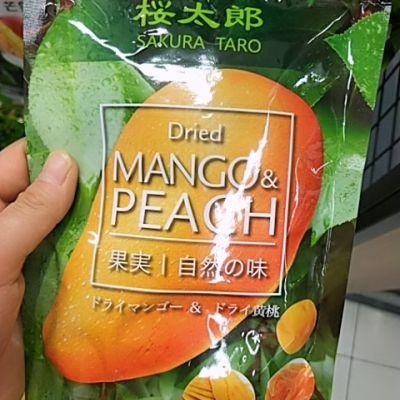 桜太郎
SAKURA TARO
Dried
MANGO&
PEACH
果実 | 自然の味
ドライマンゴー & ドライ黄桃